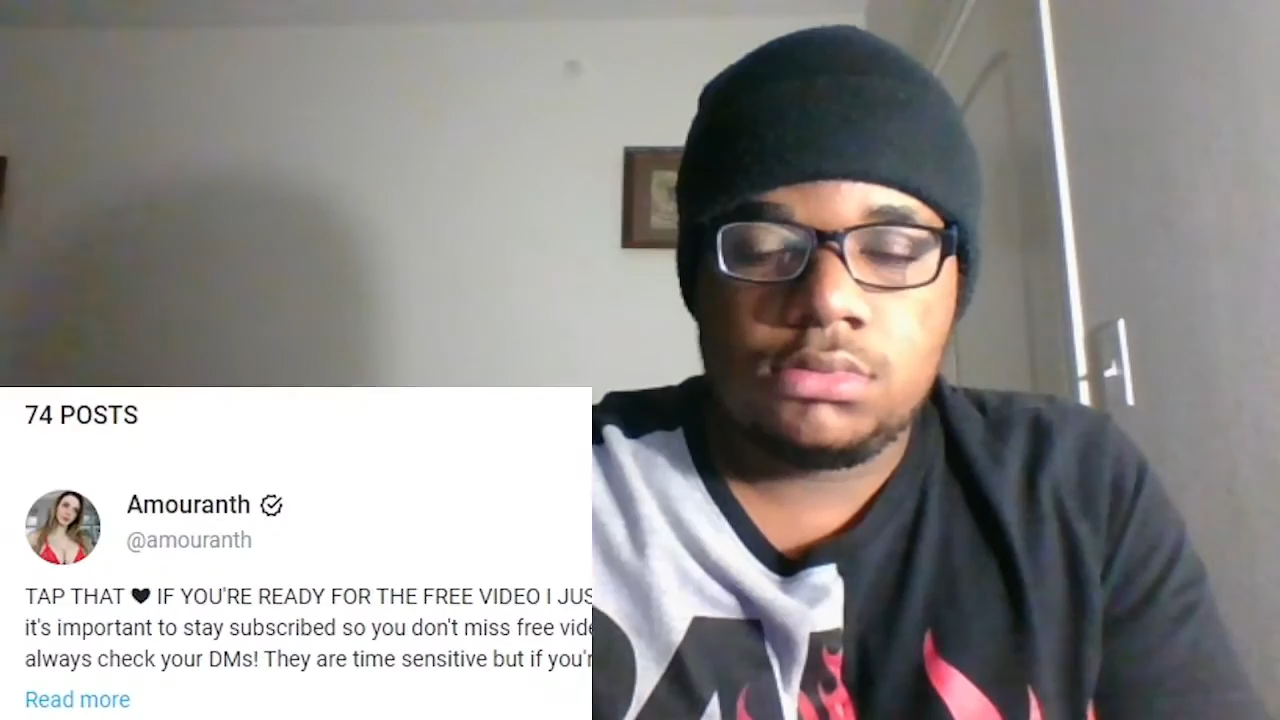 74 POSTS
Amouranth
@amouranth
TAP THAT 🖤 IF YOU'RE READY FOR THE FREE VIDEO I JUS
it's important to stay subscribed so you don't miss free vide
always check your DMs! They are time sensitive but if you'r
Read more